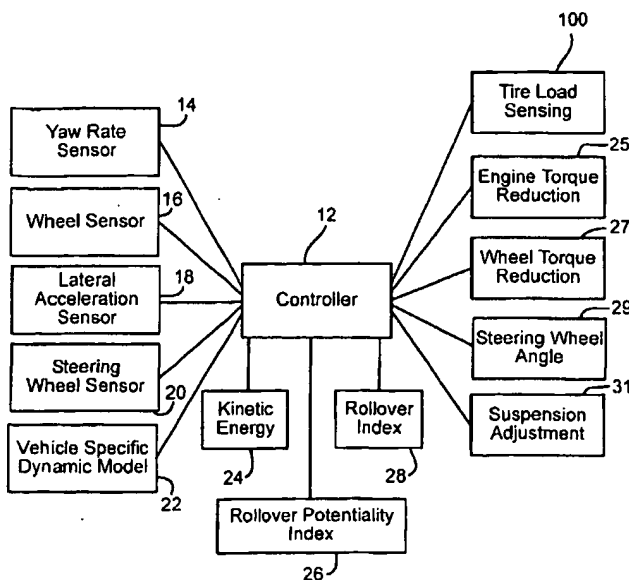 100
Tire Load
Sensing
14
Yaw Rate
Sensor
25
Engine Torque
Reduction
16
Wheel Sensor
12
Controller
27
Wheel Torque
Reduction
18
Lateral
Acceleration
Sensor
29
Steering Wheel
Angle
Steering
Wheel Sensor
20
31
Suspension
Adjustment
Vehicle Specific
Dynamic Model
22
Kinetic
Energy
24
Rollover
Index
28
Rollover Potentiality
Index
26